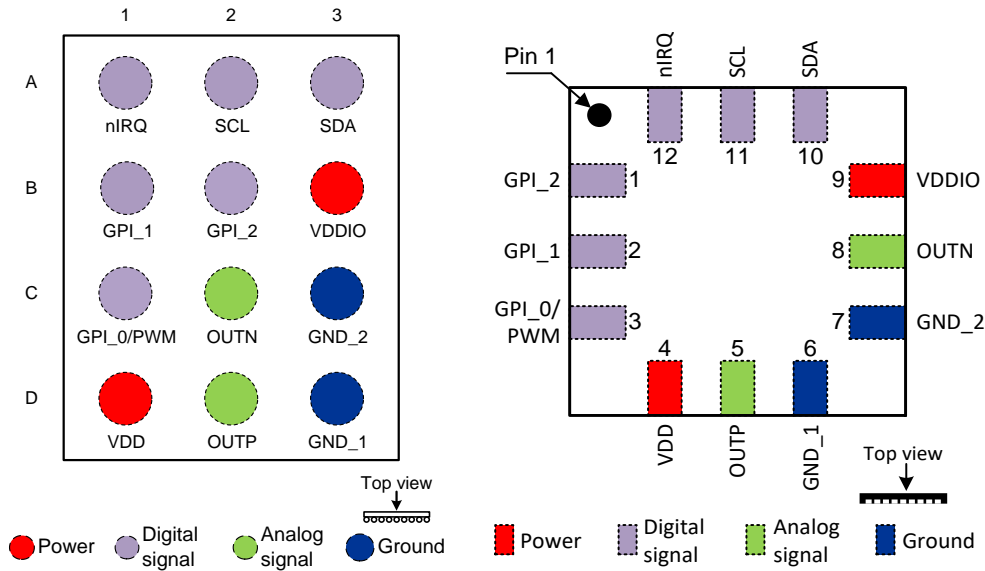 1 2 3
A
nIRQ SCL SDA
B
GPI_1 GPI_2 VDDIO
C
GPI_0/PWM OUTN GND_2
D
VDD OUTP GND_1
Top view
Power
Digital
signal
Analog
signal
Ground
Pin 1
nIRQ
SCL
SDA
12 11 10
GPI_2 1
9 VDDIO
GPI_1 2
8 OUTN
GPI_0/
PWM
3
7 GND_2
4 5 6
VDD
OUTP
GND_1
Top view
Power
Digital
signal
Analog
signal
Ground